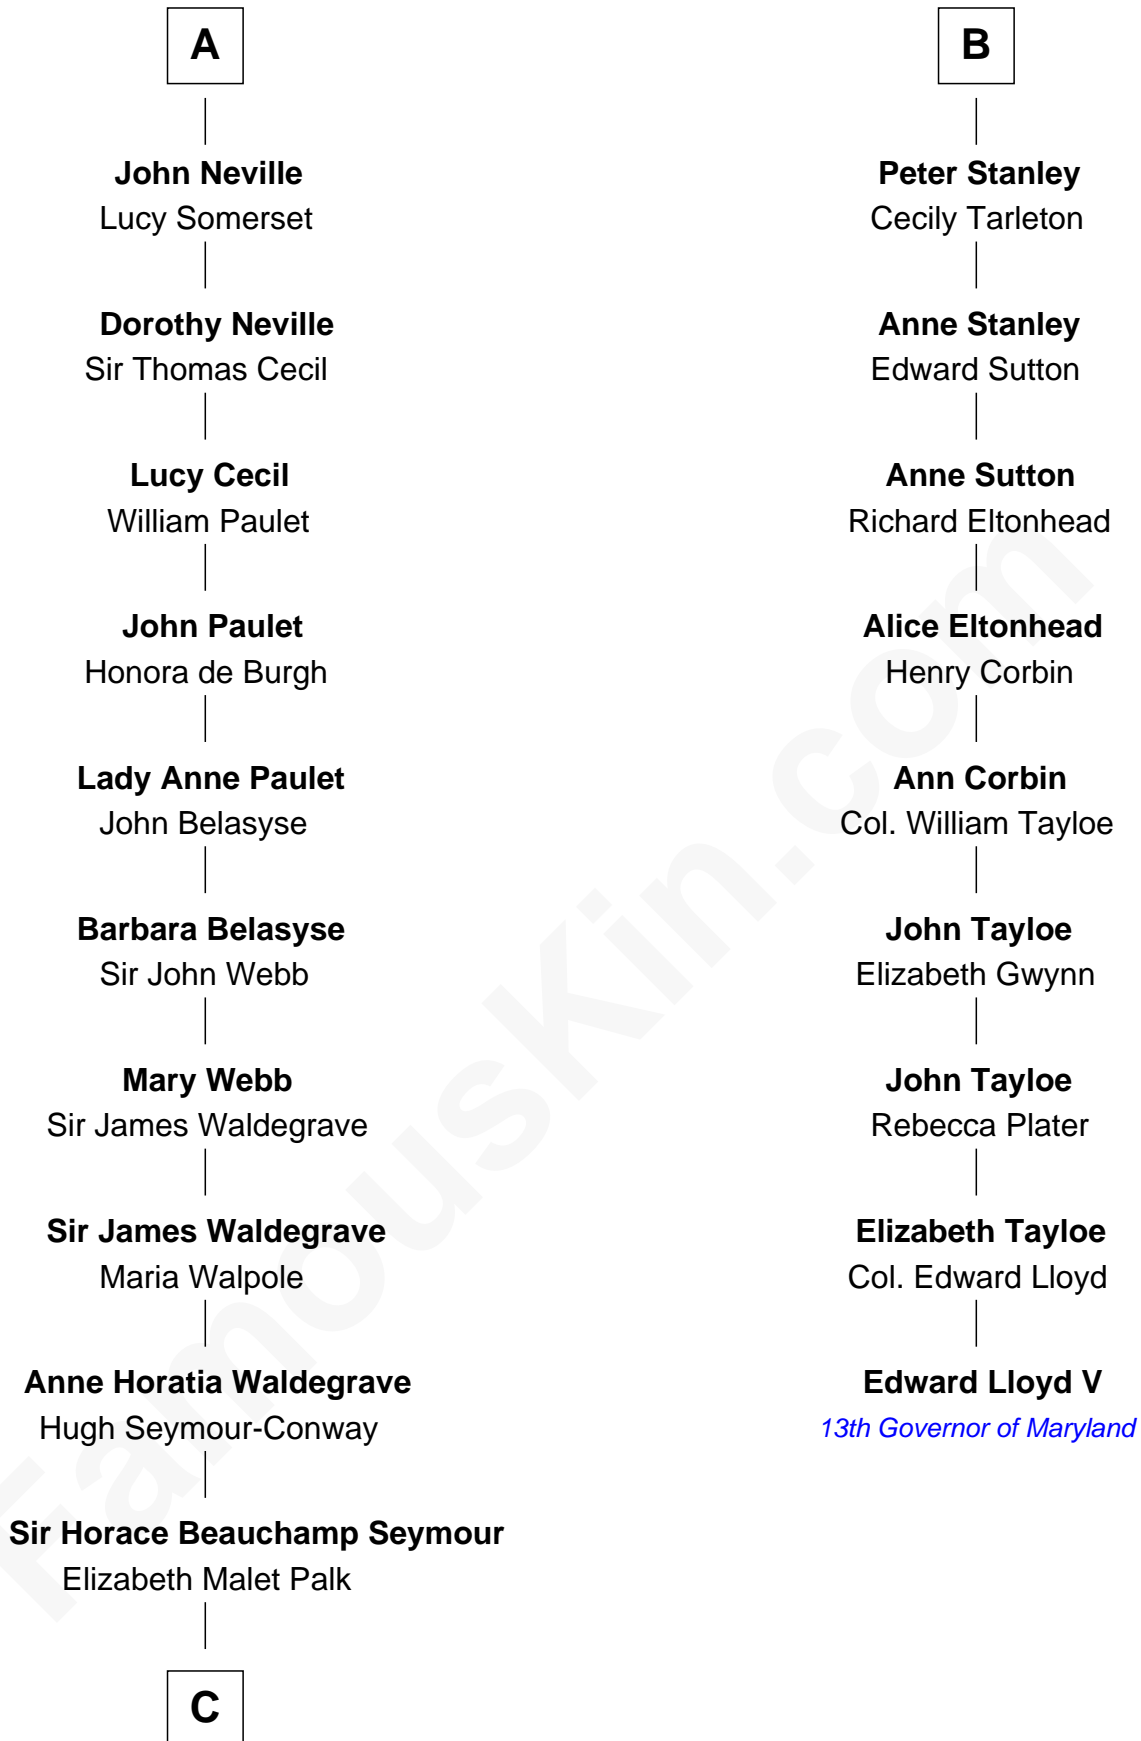 A
John Neville
Lucy Somerset
Dorothy Neville
Sir Thomas Cecil
Lucy Cecil
William Paulet
John Paulet
Honora de Burgh
Lady Anne Paulet
John Belasyse
Barbara Belasyse
Sir John Webb
Mary Webb
Sir James Waldegrave
Sir James Waldegrave
Maria Walpole
Anne Horatia Waldegrave
Hugh Seymour-Conway
Sir Horace Beauchamp Seymour
Elizabeth Malet Palk
C
B
Peter Stanley
Cecily Tarleton
Anne Stanley
Edward Sutton
Anne Sutton
Richard Eltonhead
Alice Eltonhead
Henry Corbin
Ann Corbin
Col. William Tayloe
John Tayloe
Elizabeth Gwynn
John Tayloe
Rebecca Plater
Elizabeth Tayloe
Col. Edward Lloyd
Edward Lloyd V
13th Governor of Maryland
FamousKin.com